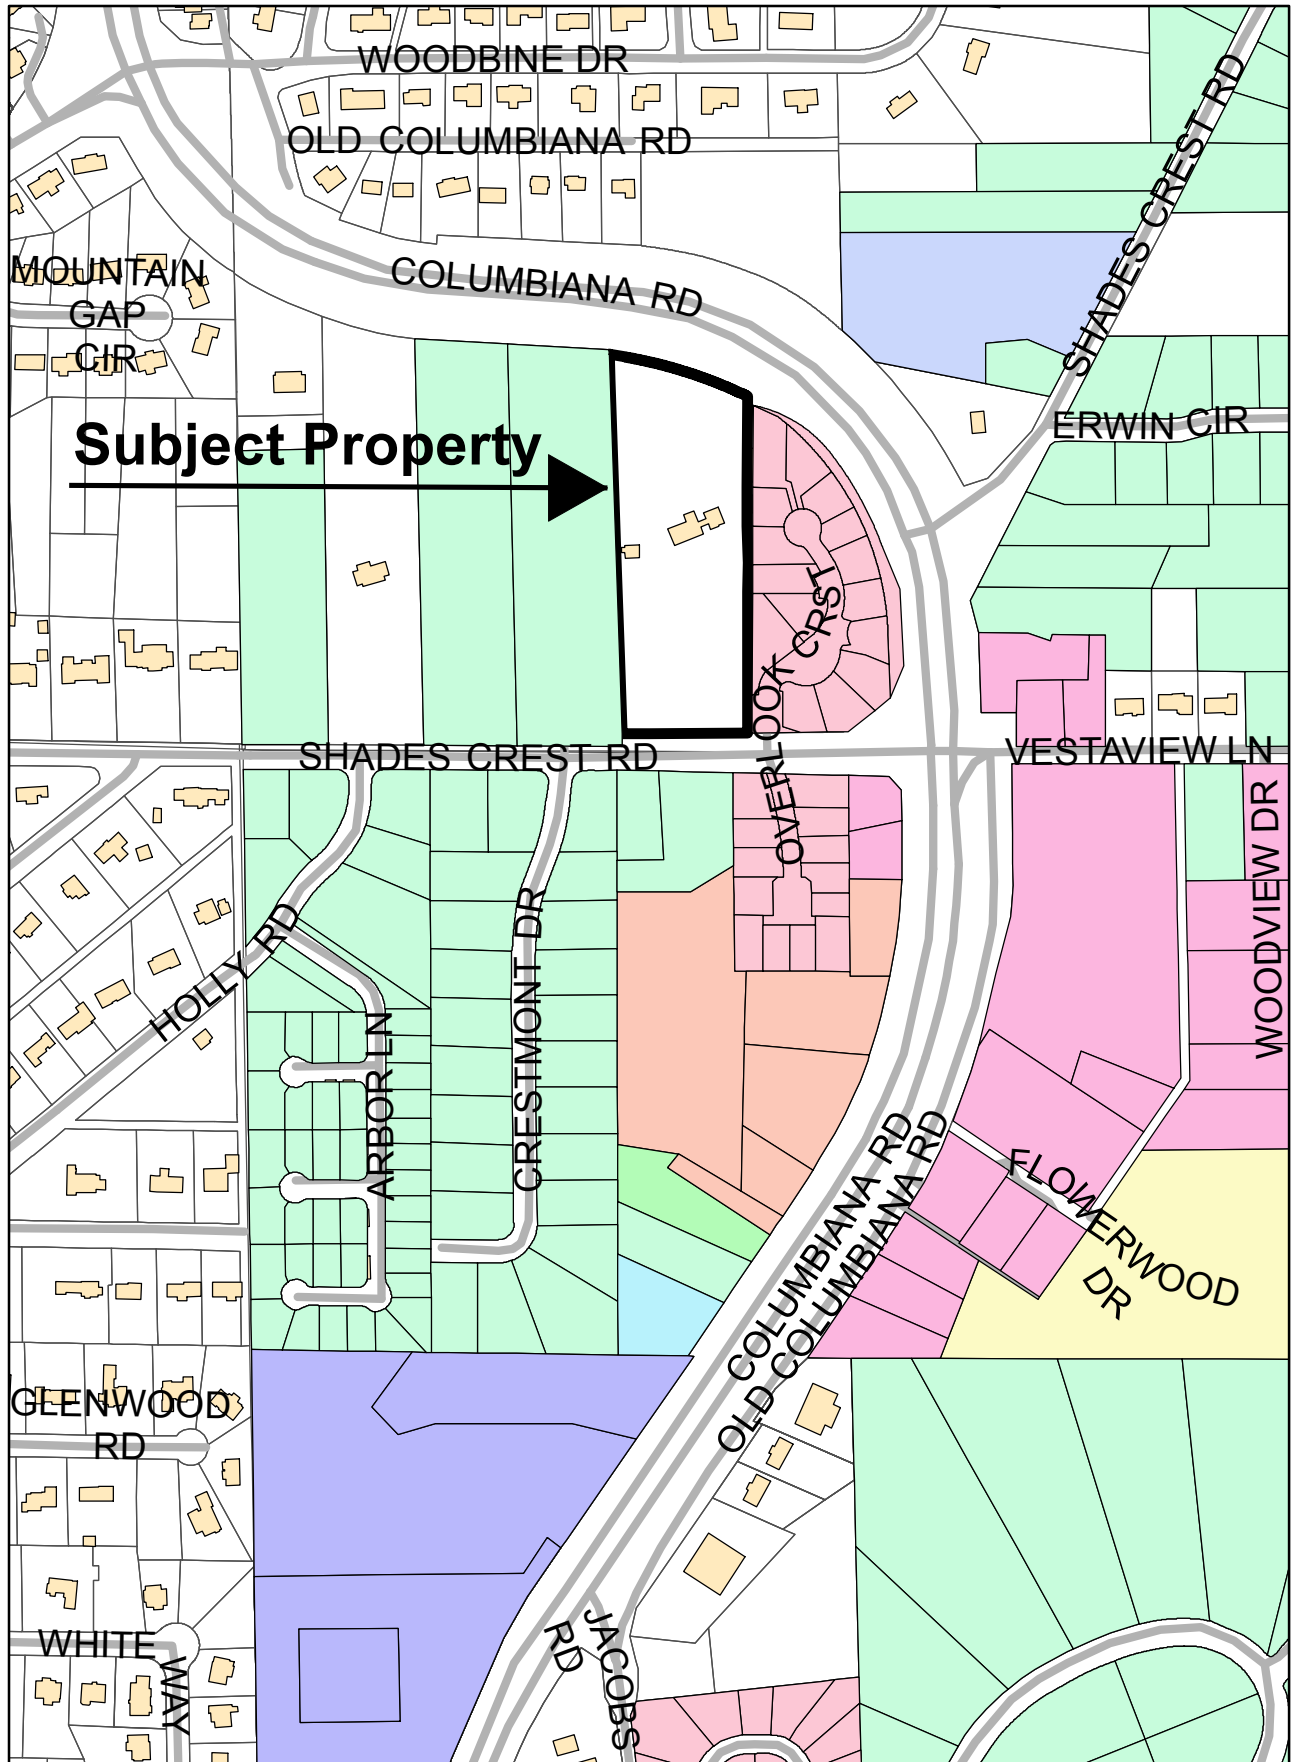 WOODBINE DR
OLD COLUMBIANA RD
SHADES CREST RD
MOUNTAIN
GAP
CIR
COLUMBIANA RD
ERWIN CIR
Subject Property
OVERLOOK CRST
SHADES CREST RD
VESTAVIEW LN
OVERLOOK
WOODVIEW DR
HOLLY RD
CRESTMONT DR
ARBOR LN
COLUMBIANA RD
OLD COLUMBIANA RD
FLOWERWOOD
DR
GLENWOOD
RD
JACOBS
RD
WHITE
WAY